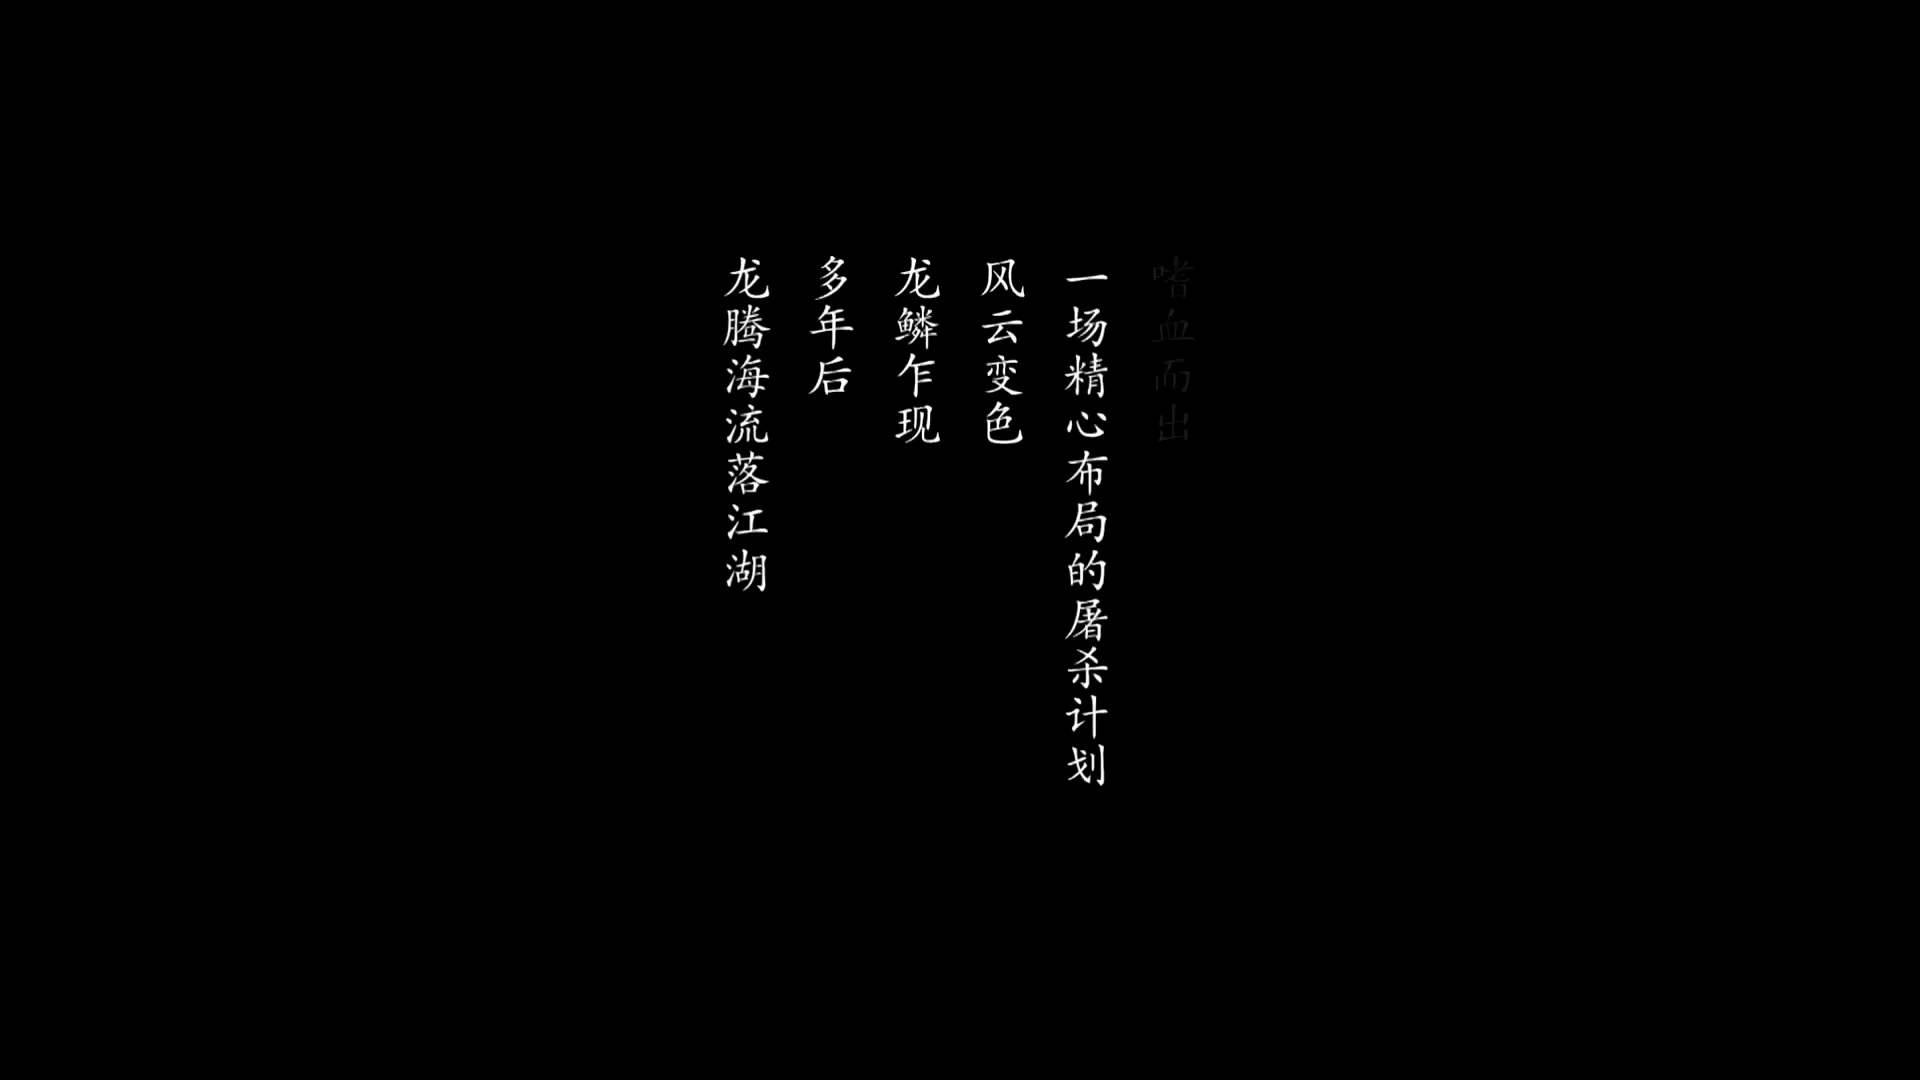 龙腾海流落江湖
多年后
龙鳞乍现
风云变色
一场精心布局的屠杀计划
嗜血而出